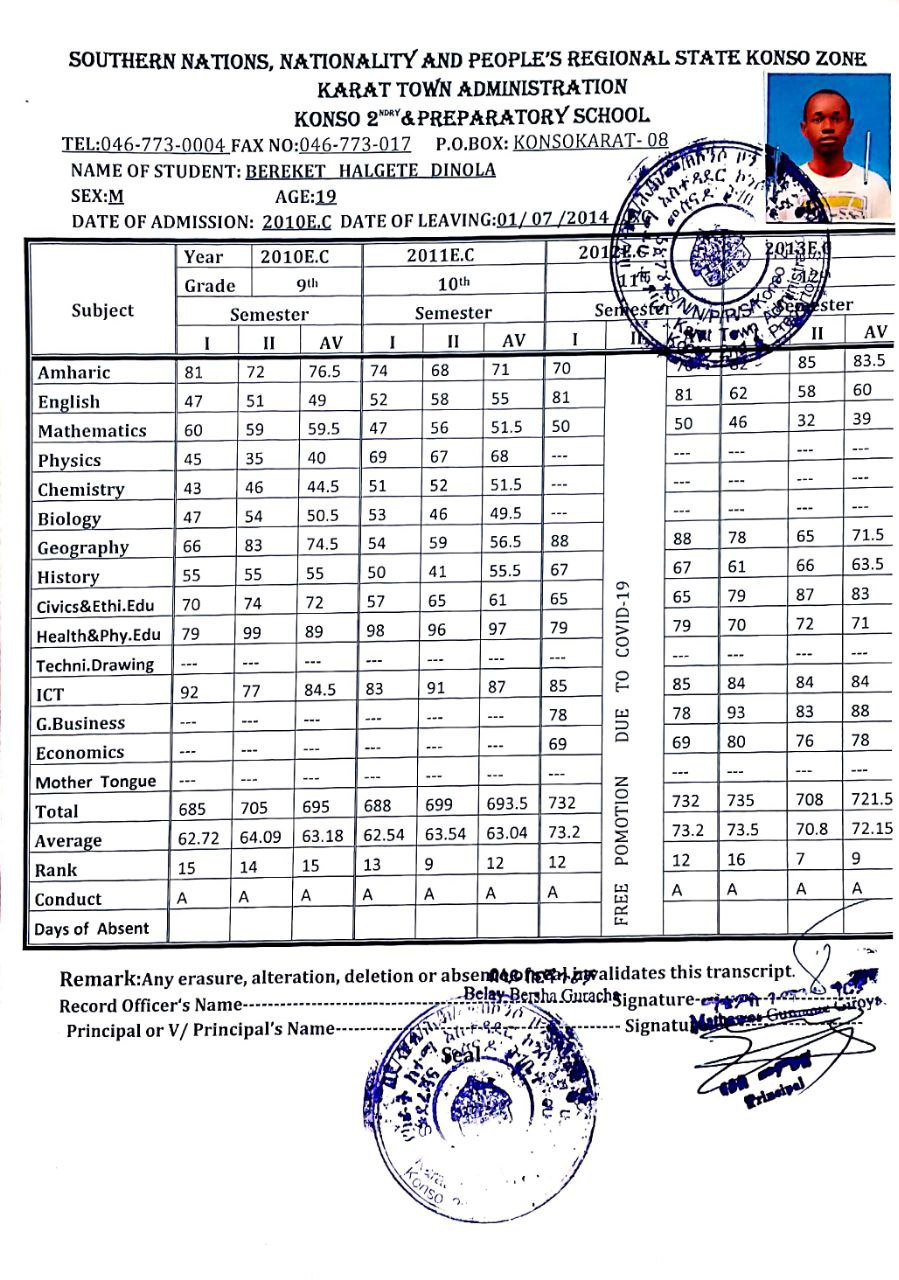 SOUTHERN NATIONS, NATIONALITY AND PEOPLE'S REGIONAL STATE KONSO ZONE
KARAT TOWN ADMINISTRATION
KONSO 2NDRY &PREPARATORY SCHOOL
TEL:046-773-0004 FAX NO:046-773-017 P.O.BOX: KONSOKARAT- 08
NAME OF STUDENT: BEREKET HALGETE DINOLA
SEX:M AGE:19
DATE OF ADMISSION: 2010E.C DATE OF LEAVING:01/ 07 /2014
Year 2010E.C 2011E.C 2012E.C 2013E.C
Grade 9th 10th 11th 12
Subject Semester Semester Semester Semester
I II AV I II AV I II II AV
Amharic 81 72 76.5 74 68 71 70 70 82 85 83.5
English 47 51 49 52 58 55 81 81 62 58 60
Mathematics 60 59 59.5 47 56 51.5 50 50 46 32 39
Physics 45 35 40 69 67 68 --- --- --- --- ---
Chemistry 43 46 44.5 51 52 51.5 --- --- --- --- ---
Biology 47 54 50.5 53 46 49.5 --- --- --- --- ---
Geography 66 83 74.5 54 59 56.5 88 88 78 65 71.5
History 55 55 55 50 41 55.5 67 67 61 66 63.5
Civics&Ethi.Edu 70 74 72 57 65 61 65 65 79 87 83
Health&Phy.Edu 79 99 89 98 96 97 79 79 70 72 71
Techni.Drawing --- --- --- --- --- --- --- --- --- --- ---
ICT 92 77 84.5 83 91 87 85 85 84 84 84
G.Business --- --- --- --- --- --- 78 78 93 83 88
Economics --- --- --- --- --- --- 69 69 80 76 78
Mother Tongue --- --- --- --- --- --- --- --- --- --- ---
Total 685 705 695 688 699 693.5 732 732 735 708 721.5
Average 62.72 64.09 63.18 62.54 63.54 63.04 73.2 73.2 73.5 70.8 72.15
Rank 15 14 15 13 9 12 12 12 16 7 9
Conduct A A A A A A A A A A A
Days of Absent
FREE POMOTION DUE TO COVID-19
Remark:Any erasure, alteration, deletion or absence of seal invalidates this transcript.
Belay Bersha Guracha
Record Officer's Name--- Signature---
Principal or V/ Principal's Name--- Signatu
Seal
Principal
S/N/N/P/R/S/Konso
Karat Town Administra
Konso